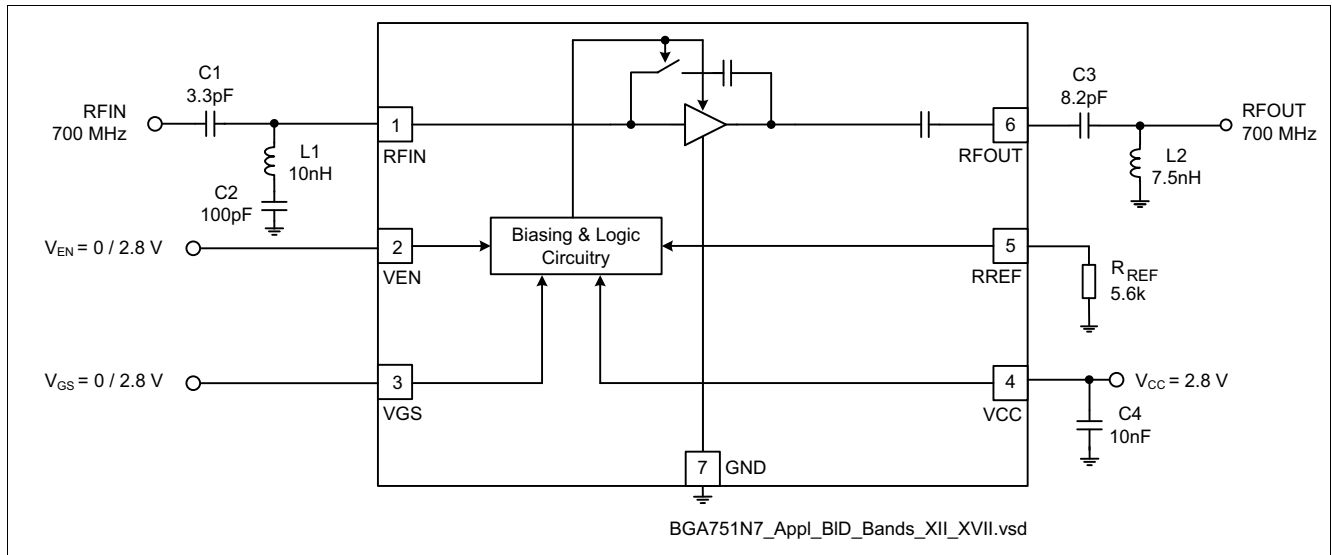 C1
3.3pF
RFIN
700 MHz
L1
10nH
C2
100pF
1
RFIN
V_EN = 0 / 2.8 V
2
VEN
Biasing & Logic
Circuitry
V_GS = 0 / 2.8 V
3
VGS
6
RFOUT
C3
8.2pF
RFOUT
700 MHz
L2
7.5nH
5
RREF
R_REF
5.6k
4
VCC
V_CC = 2.8 V
C4
10nF
7
GND
BGA751N7_Appl_BlD_Bands_XII_XVII.vsd